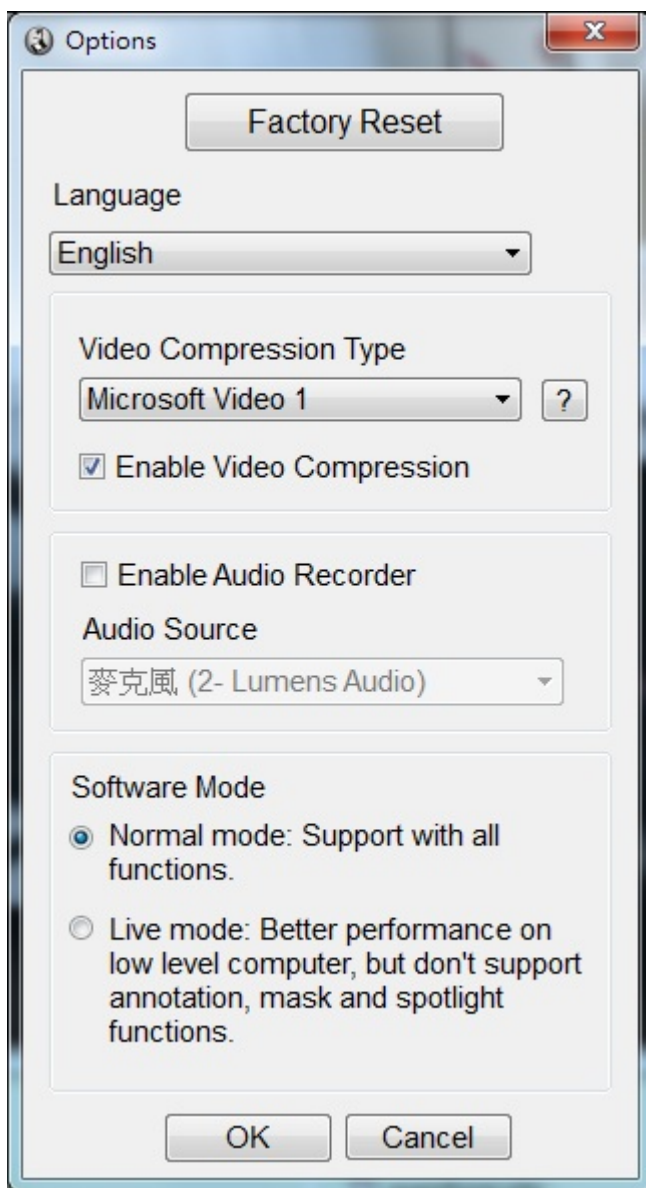 Options
Factory Reset
Language
English
Video Compression Type
Microsoft Video 1
?
Enable Video Compression
Enable Audio Recorder
Audio Source
麥克風 (2- Lumens Audio)
Software Mode
Normal mode: Support with all
functions.
Live mode: Better performance on
low level computer, but don't support
annotation, mask and spotlight
functions.
OK Cancel